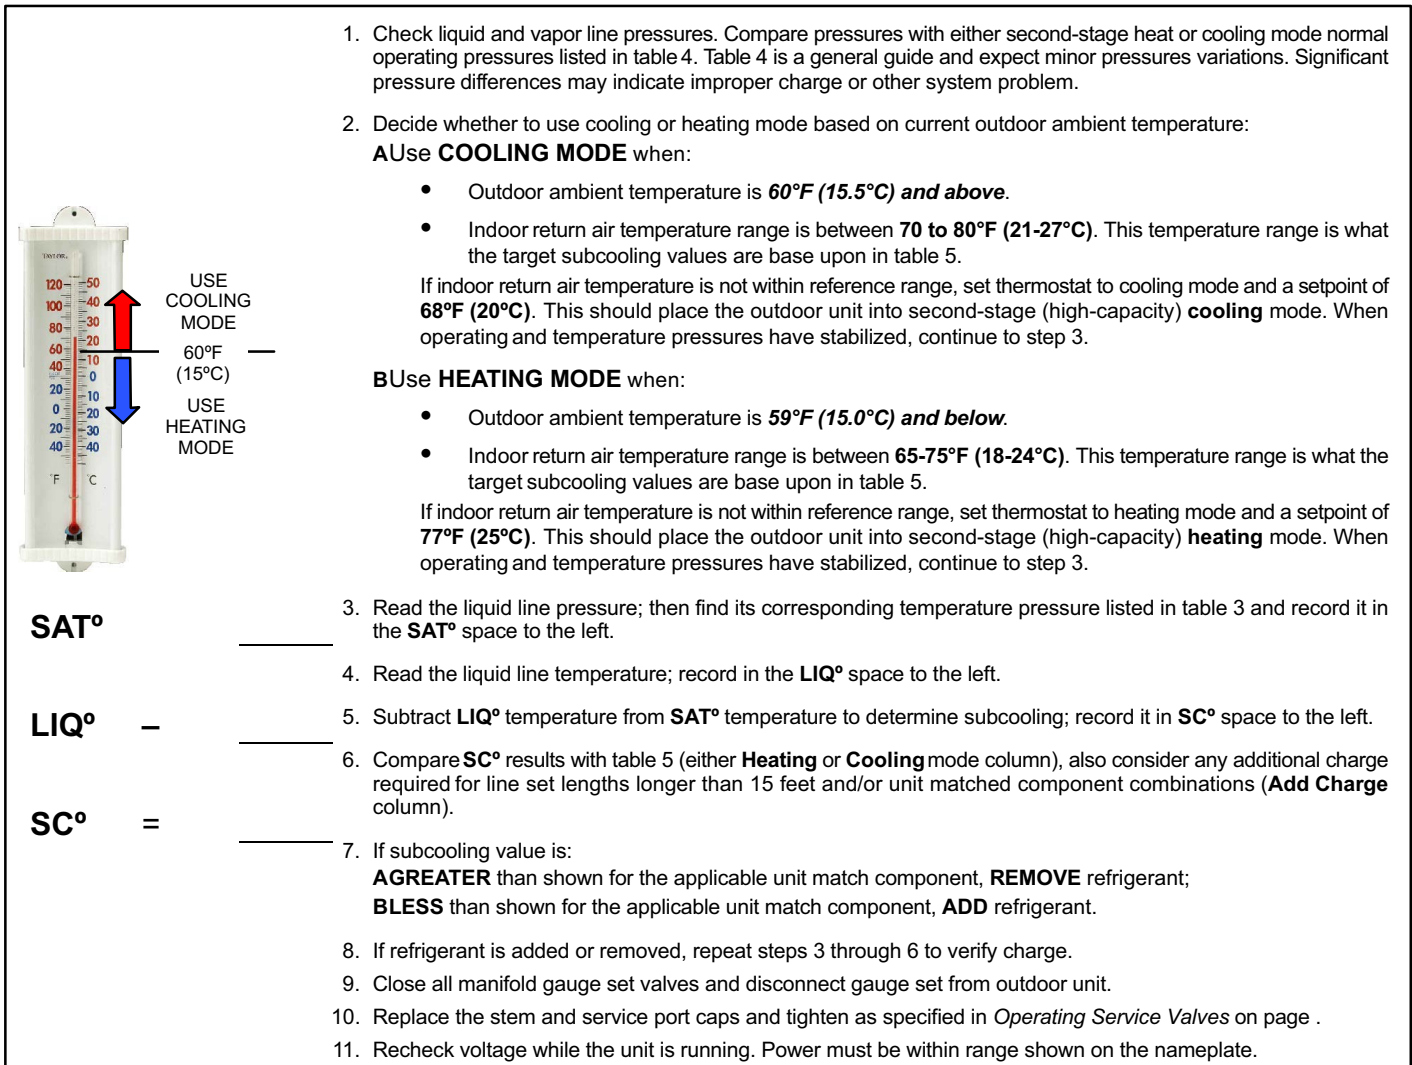 1. Check liquid and vapor line pressures. Compare pressures with either second-stage heat or cooling mode normal
operating pressures listed in table 4. Table 4 is a general guide and expect minor pressures variations. Significant
pressure differences may indicate improper charge or other system problem.
2. Decide whether to use cooling or heating mode based on current outdoor ambient temperature:
AUse COOLING MODE when:
• Outdoor ambient temperature is 60°F (15.5°C) and above.
• Indoor return air temperature range is between 70 to 80°F (21-27°C). This temperature range is what
the target subcooling values are base upon in table 5.
If indoor return air temperature is not within reference range, set thermostat to cooling mode and a setpoint of
68ºF (20ºC). This should place the outdoor unit into second-stage (high-capacity) cooling mode. When
operating and temperature pressures have stabilized, continue to step 3.
BUse HEATING MODE when:
• Outdoor ambient temperature is 59°F (15.0°C) and below.
• Indoor return air temperature range is between 65-75°F (18-24°C). This temperature range is what the
target subcooling values are base upon in table 5.
If indoor return air temperature is not within reference range, set thermostat to heating mode and a setpoint of
77ºF (25ºC). This should place the outdoor unit into second-stage (high-capacity) heating mode. When
operating and temperature pressures have stabilized, continue to step 3.
TAYLOR
120 50
100 40
80 30
60 20
40 10
20 0
0 10
20 20
40 30
40
°F °C
USE
COOLING
MODE
60ºF
(15ºC)
USE
HEATING
MODE
SATº
3. Read the liquid line pressure; then find its corresponding temperature pressure listed in table 3 and record it in
the SATº space to the left.
4. Read the liquid line temperature; record in the LIQº space to the left.
LIQº –
5. Subtract LIQº temperature from SATº temperature to determine subcooling; record it in SCº space to the left.
6. Compare SCº results with table 5 (either Heating or Cooling mode column), also consider any additional charge
required for line set lengths longer than 15 feet and/or unit matched component combinations (Add Charge
column).
SCº =
7. If subcooling value is:
AGREATER than shown for the applicable unit match component, REMOVE refrigerant;
BLESS than shown for the applicable unit match component, ADD refrigerant.
8. If refrigerant is added or removed, repeat steps 3 through 6 to verify charge.
9. Close all manifold gauge set valves and disconnect gauge set from outdoor unit.
10. Replace the stem and service port caps and tighten as specified in Operating Service Valves on page .
11. Recheck voltage while the unit is running. Power must be within range shown on the nameplate.